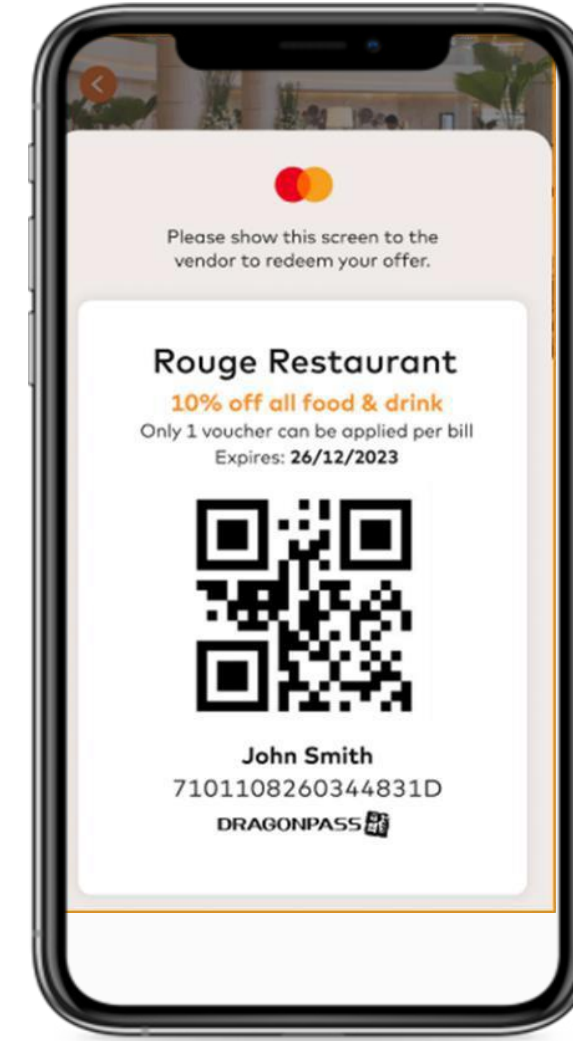 Please show this screen to the
vendor to redeem your offer.
Rouge Restaurant
10% off all food & drink
Only 1 voucher can be applied per bill
Expires: 26/12/2023
John Smith
7101108260344831D
DRAGONPASS